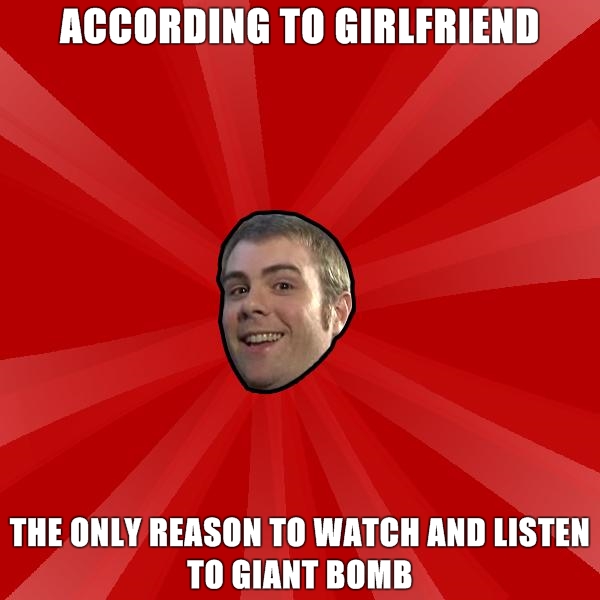 ACCORDING TO GIRLFRIEND
THE ONLY REASON TO WATCH AND LISTEN
TO GIANT BOMB